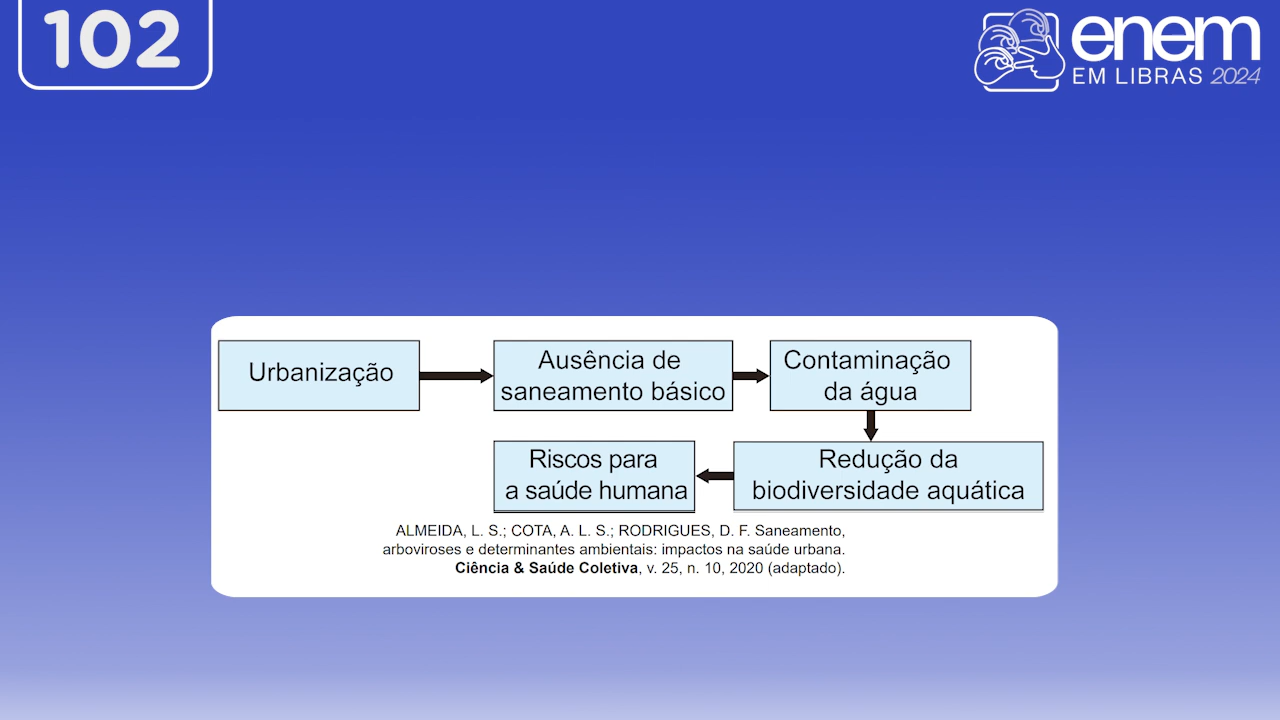 102
enem
EM LIBRAS 2024
Urbanização
Ausência de
saneamento básico
Contaminação
da água
Riscos para
a saúde humana
Redução da
biodiversidade aquática
ALMEIDA, L. S.; COTA, A. L. S.; RODRIGUES, D. F. Saneamento,
arboviroses e determinantes ambientais: impactos na saúde urbana.
Ciência & Saúde Coletiva, v. 25, n. 10, 2020 (adaptado).